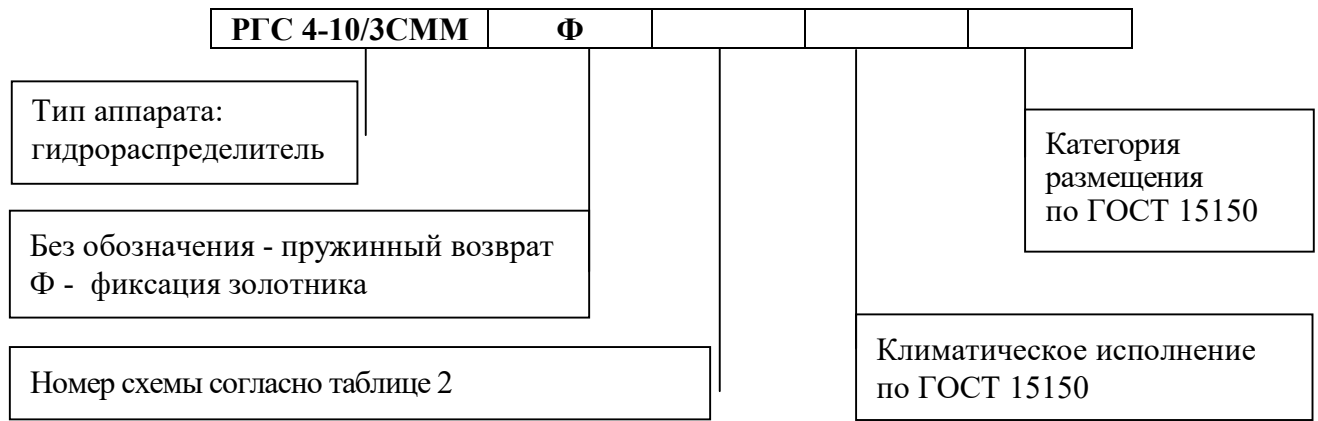 РГС 4-10/3СММ Ф
Тип аппарата:
гидрораспределитель
Категория
размещения
по ГОСТ 15150
Без обозначения - пружинный возврат
Ф - фиксация золотника
Климатическое исполнение
по ГОСТ 15150
Номер схемы согласно таблице 2